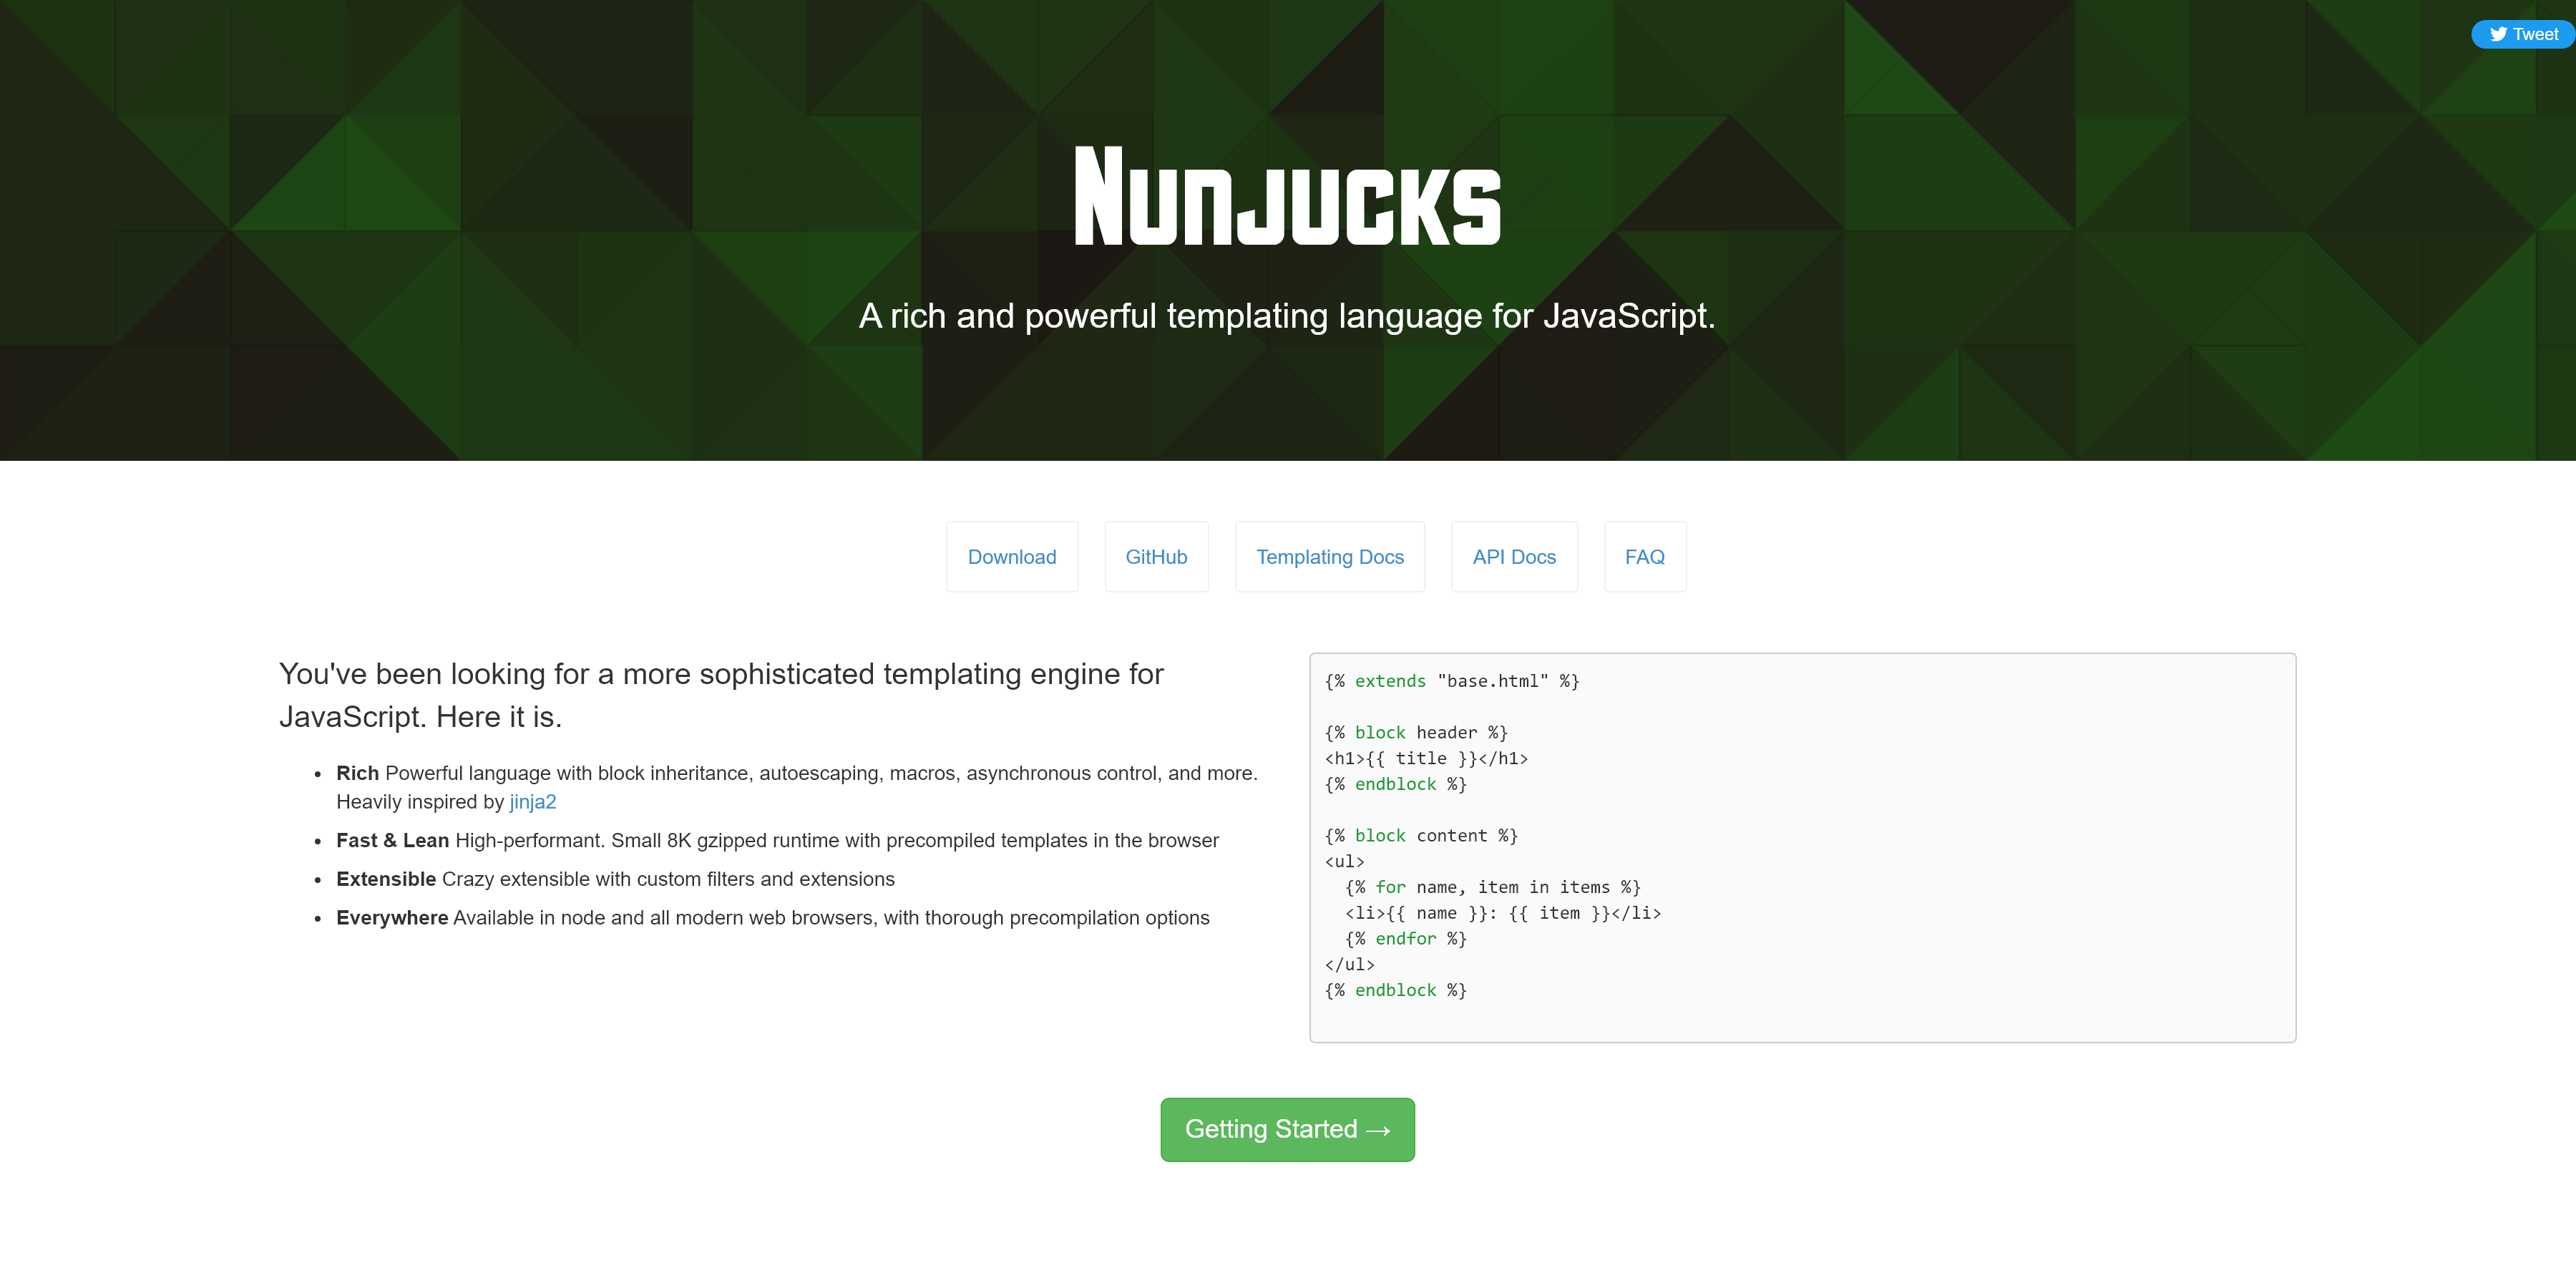 Tweet
Nunjucks
A rich and powerful templating language for JavaScript.
Download
GitHub
Templating Docs
API Docs
FAQ
You've been looking for a more sophisticated templating engine for
JavaScript. Here it is.
• Rich Powerful language with block inheritance, autoescaping, macros, asynchronous control, and more.
Heavily inspired by jinja2
• Fast & Lean High-performant. Small 8K gzipped runtime with precompiled templates in the browser
• Extensible Crazy extensible with custom filters and extensions
• Everywhere Available in node and all modern web browsers, with thorough precompilation options
{% extends "base.html" %}
{% block header %}
<h1>{{ title }}</h1>
{% endblock %}
{% block content %}
<ul>
  {% for name, item in items %}
  <li>{{ name }}: {{ item }}</li>
  {% endfor %}
</ul>
{% endblock %}
Getting Started →